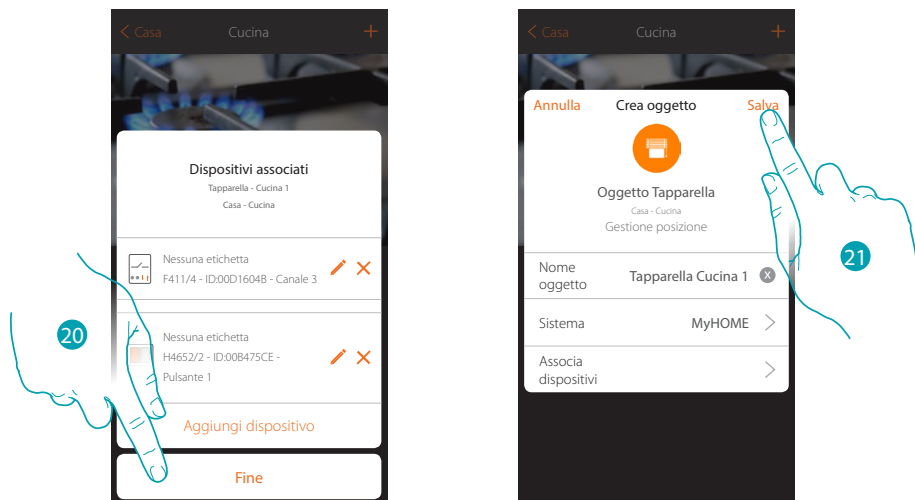 < Casa Cucina +
Dispositivi associati
Tapparella - Cucina 1
Casa - Cucina
Nessuna etichetta
F411/4 - ID:00D1604B - Canale 3
Nessuna etichetta
H4652/2 - ID:00B475CE -
Pulsante 1
Aggiungi dispositivo
Fine
20
< Casa Cucina +
Annulla Crea oggetto Salva
Oggetto Tapparella
Casa - Cucina
Gestione posizione
Nome
oggetto
Tapparella Cucina 1
Sistema MyHOME
Associa
dispositivi
21